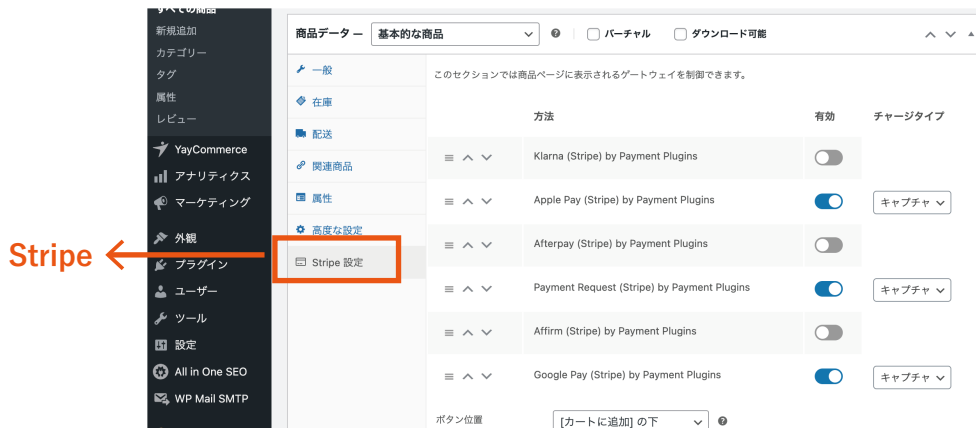 すべての商品
新規追加
カテゴリー
タグ
属性
レビュー
YayCommerce
アナリティクス
マーケティング
外観
プラグイン
ユーザー
ツール
設定
All in One SEO
WP Mail SMTP
Stripe
商品データ — 基本的な商品 バーチャル ダウンロード可能
一般
在庫
配送
関連商品
属性
高度な設定
Stripe 設定
このセクションでは商品ページに表示されるゲートウェイを制御できます。
方法 有効 チャージタイプ
Klarna (Stripe) by Payment Plugins
Apple Pay (Stripe) by Payment Plugins キャプチャ
Afterpay (Stripe) by Payment Plugins
Payment Request (Stripe) by Payment Plugins キャプチャ
Affirm (Stripe) by Payment Plugins
Google Pay (Stripe) by Payment Plugins キャプチャ
ボタン位置 [カートに追加] の下